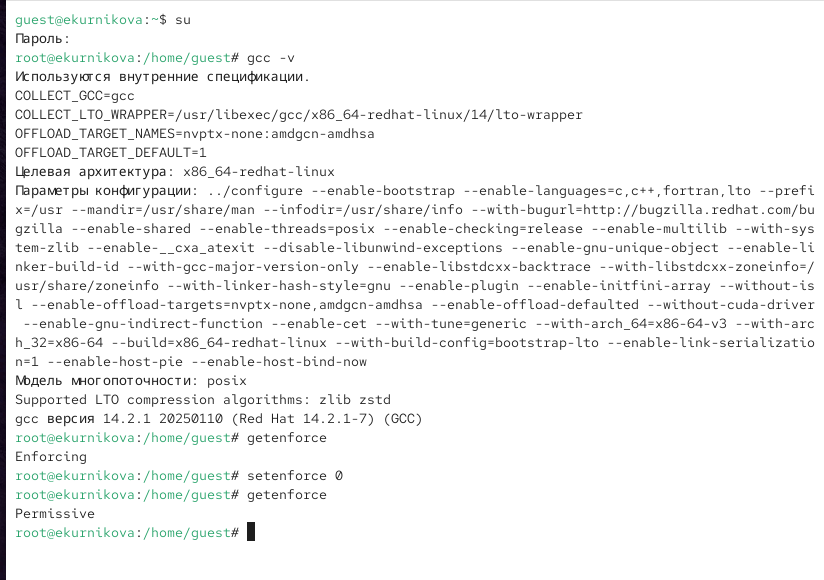 guest@ekurnikova:~$ su
Пароль:
root@ekurnikova:/home/guest# gcc -v
Используются внутренние спецификации.
COLLECT_GCC=gcc
COLLECT_LTO_WRAPPER=/usr/libexec/gcc/x86_64-redhat-linux/14/lto-wrapper
OFFLOAD_TARGET_NAMES=nvptx-none:amdgcn-amdhsa
OFFLOAD_TARGET_DEFAULT=1
Целевая архитектура: x86_64-redhat-linux
Параметры конфигурации: ../configure --enable-bootstrap --enable-languages=c,c++,fortran,lto --prefi
x=/usr --mandir=/usr/share/man --infodir=/usr/share/info --with-bugurl=http://bugzilla.redhat.com/bu
gzilla --enable-shared --enable-threads=posix --enable-checking=release --enable-multilib --with-sys
tem-zlib --enable-__cxa_atexit --disable-libunwind-exceptions --enable-gnu-unique-object --enable-li
nker-build-id --with-gcc-major-version-only --enable-libstdcxx-backtrace --with-libstdcxx-zoneinfo=/
usr/share/zoneinfo --with-linker-hash-style=gnu --enable-plugin --enable-initfini-array --without-is
l --enable-offload-targets=nvptx-none,amdgcn-amdhsa --enable-offload-defaulted --without-cuda-driver
 --enable-gnu-indirect-function --enable-cet --with-tune=generic --with-arch_64=x86-64-v3 --with-arc
h_32=x86-64 --build=x86_64-redhat-linux --with-build-config=bootstrap-lto --enable-link-serializatio
n=1 --enable-host-pie --enable-host-bind-now
Модель многопоточности: posix
Supported LTO compression algorithms: zlib zstd
gcc версия 14.2.1 20250110 (Red Hat 14.2.1-7) (GCC)
root@ekurnikova:/home/guest# getenforce
Enforcing
root@ekurnikova:/home/guest# setenforce 0
root@ekurnikova:/home/guest# getenforce
Permissive
root@ekurnikova:/home/guest#